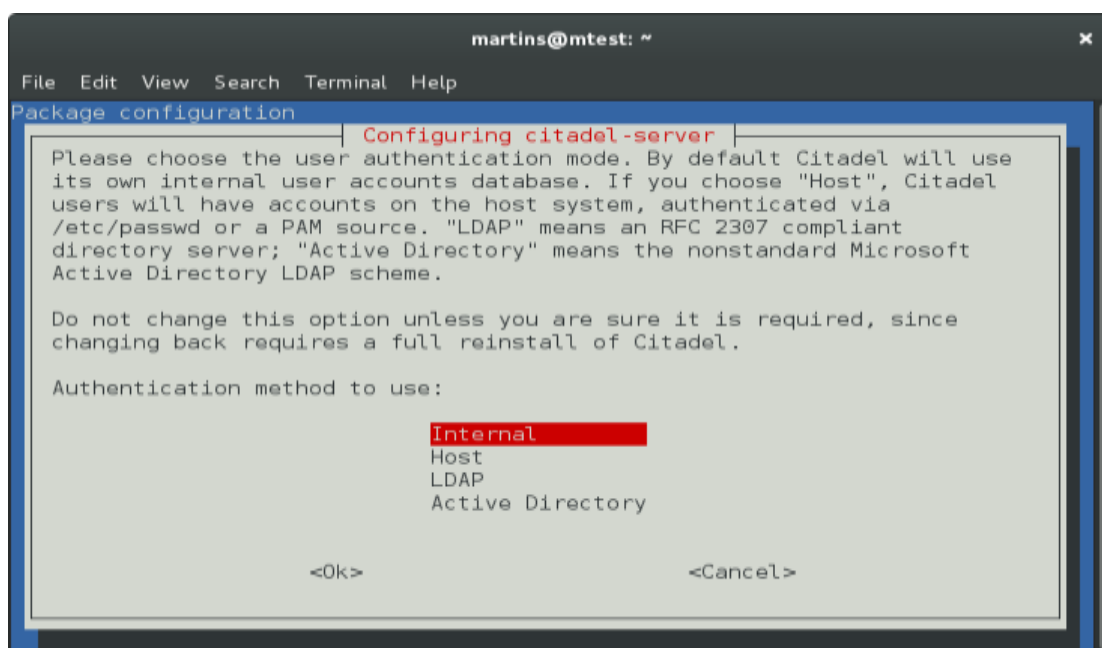 martins@mtest: ~
File Edit View Search Terminal Help
Package configuration
Configuring citadel-server
Please choose the user authentication mode. By default Citadel will use
its own internal user accounts database. If you choose "Host", Citadel
users will have accounts on the host system, authenticated via
/etc/passwd or a PAM source. "LDAP" means an RFC 2307 compliant
directory server; "Active Directory" means the nonstandard Microsoft
Active Directory LDAP scheme.
Do not change this option unless you are sure it is required, since
changing back requires a full reinstall of Citadel.
Authentication method to use:
Internal
Host
LDAP
Active Directory
<Ok> <Cancel>